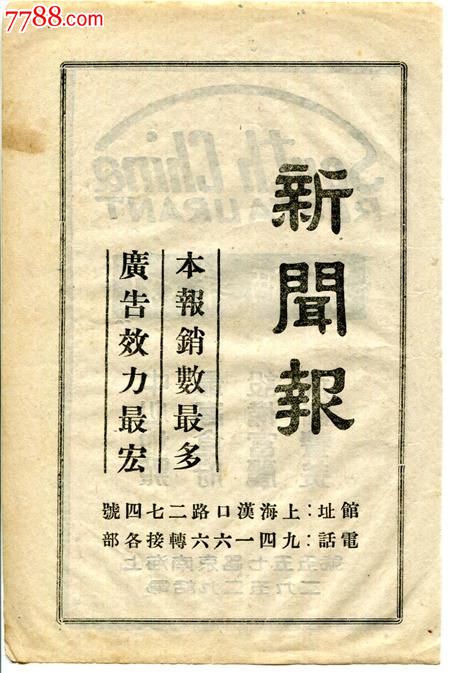 7788.com
新聞報
本報銷數最多
廣告效力最宏
館址：上海漢口路二七四號
電話：九四一六六轉接各部